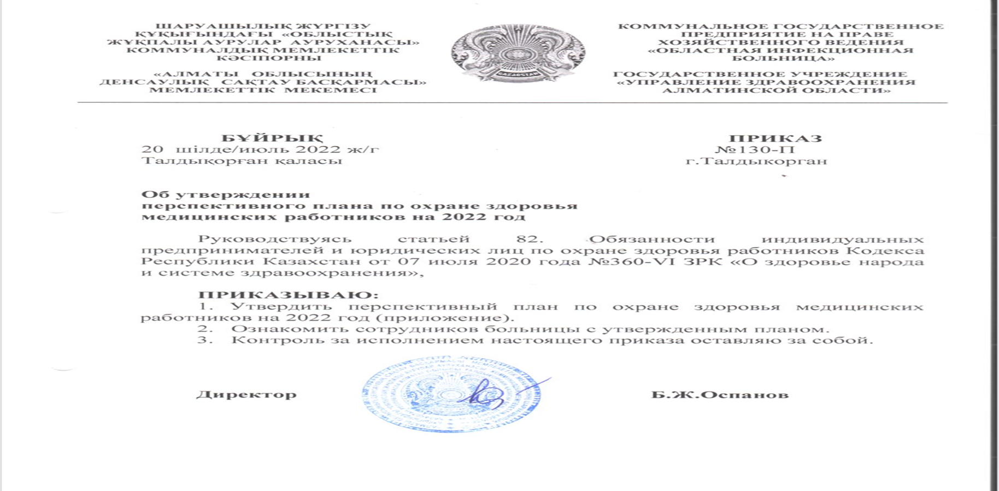 ШАРУАШЫЛЫҚ ЖҮРГІЗУ
ҚҰҚЫҒЫНДАҒЫ «ОБЛЫСТЫҚ
ЖҰҚПАЛЫ АУРУЛАР АУРУХАНАСЫ»
КОММУНАЛДЫҚ МЕМЛЕКЕТТІК
КӘСІПОРНЫ
«АЛМАТЫ ОБЛЫСЫНЫҢ
ДЕНСАУЛЫҚ САҚТАУ БАСҚАРМАСЫ»
МЕМЛЕКЕТТІК МЕКЕМЕСІ
QAZAQSTAN
КОММУНАЛЬНОЕ ГОСУДАРСТВЕННОЕ
ПРЕДПРИЯТИЕ НА ПРАВЕ
ХОЗЯЙСТВЕННОГО ВЕДЕНИЯ
«ОБЛАСТНАЯ ИНФЕКЦИОННАЯ
БОЛЬНИЦА»
ГОСУДАРСТВЕННОЕ УЧРЕЖДЕНИЕ
«УПРАВЛЕНИЕ ЗДРАВООХРАНЕНИЯ
АЛМАТИНСКОЙ ОБЛАСТИ»
БҰЙРЫҚ ПРИКАЗ
20 шілде/июль 2022 ж/г №130-П
Талдықорған қаласы г.Талдыкорган
Об утверждении
перспективного плана по охране здоровья
медицинских работников на 2022 год
Руководствуясь статьей 82. Обязанности индивидуальных
предпринимателей и юридических лиц по охране здоровья работников Кодекса
Республики Казахстан от 07 июля 2020 года №360-VI ЗРК «О здоровье народа
и системе здравоохранения»,
ПРИКАЗЫВАЮ:
1. Утвердить перспективный план по охране здоровья медицинских
работников на 2022 год (приложение).
2. Ознакомить сотрудников больницы с утвержденным планом.
3. Контроль за исполнением настоящего приказа оставляю за собой.
Директор Б.Ж.Оспанов